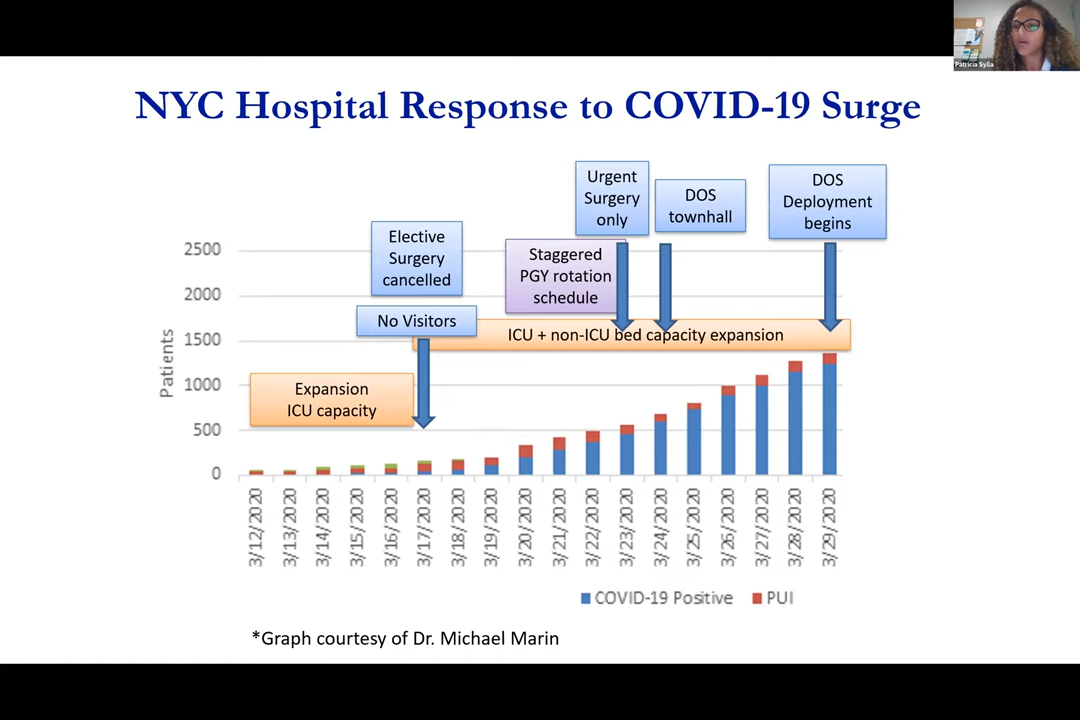 Patricia Sylla
NYC Hospital Response to COVID-19 Surge
Urgent
Surgery
only
DOS
townhall
DOS
Deployment
begins
Elective
Surgery
cancelled
Staggered
PGY rotation
schedule
No Visitors
ICU + non-ICU bed capacity expansion
Expansion
ICU capacity
Patients
2500
2000
1500
1000
500
0
3/12/2020
3/13/2020
3/14/2020
3/15/2020
3/16/2020
3/17/2020
3/18/2020
3/19/2020
3/20/2020
3/21/2020
3/22/2020
3/23/2020
3/24/2020
3/25/2020
3/26/2020
3/27/2020
3/28/2020
3/29/2020
COVID-19 Positive
PUI
*Graph courtesy of Dr. Michael Marin